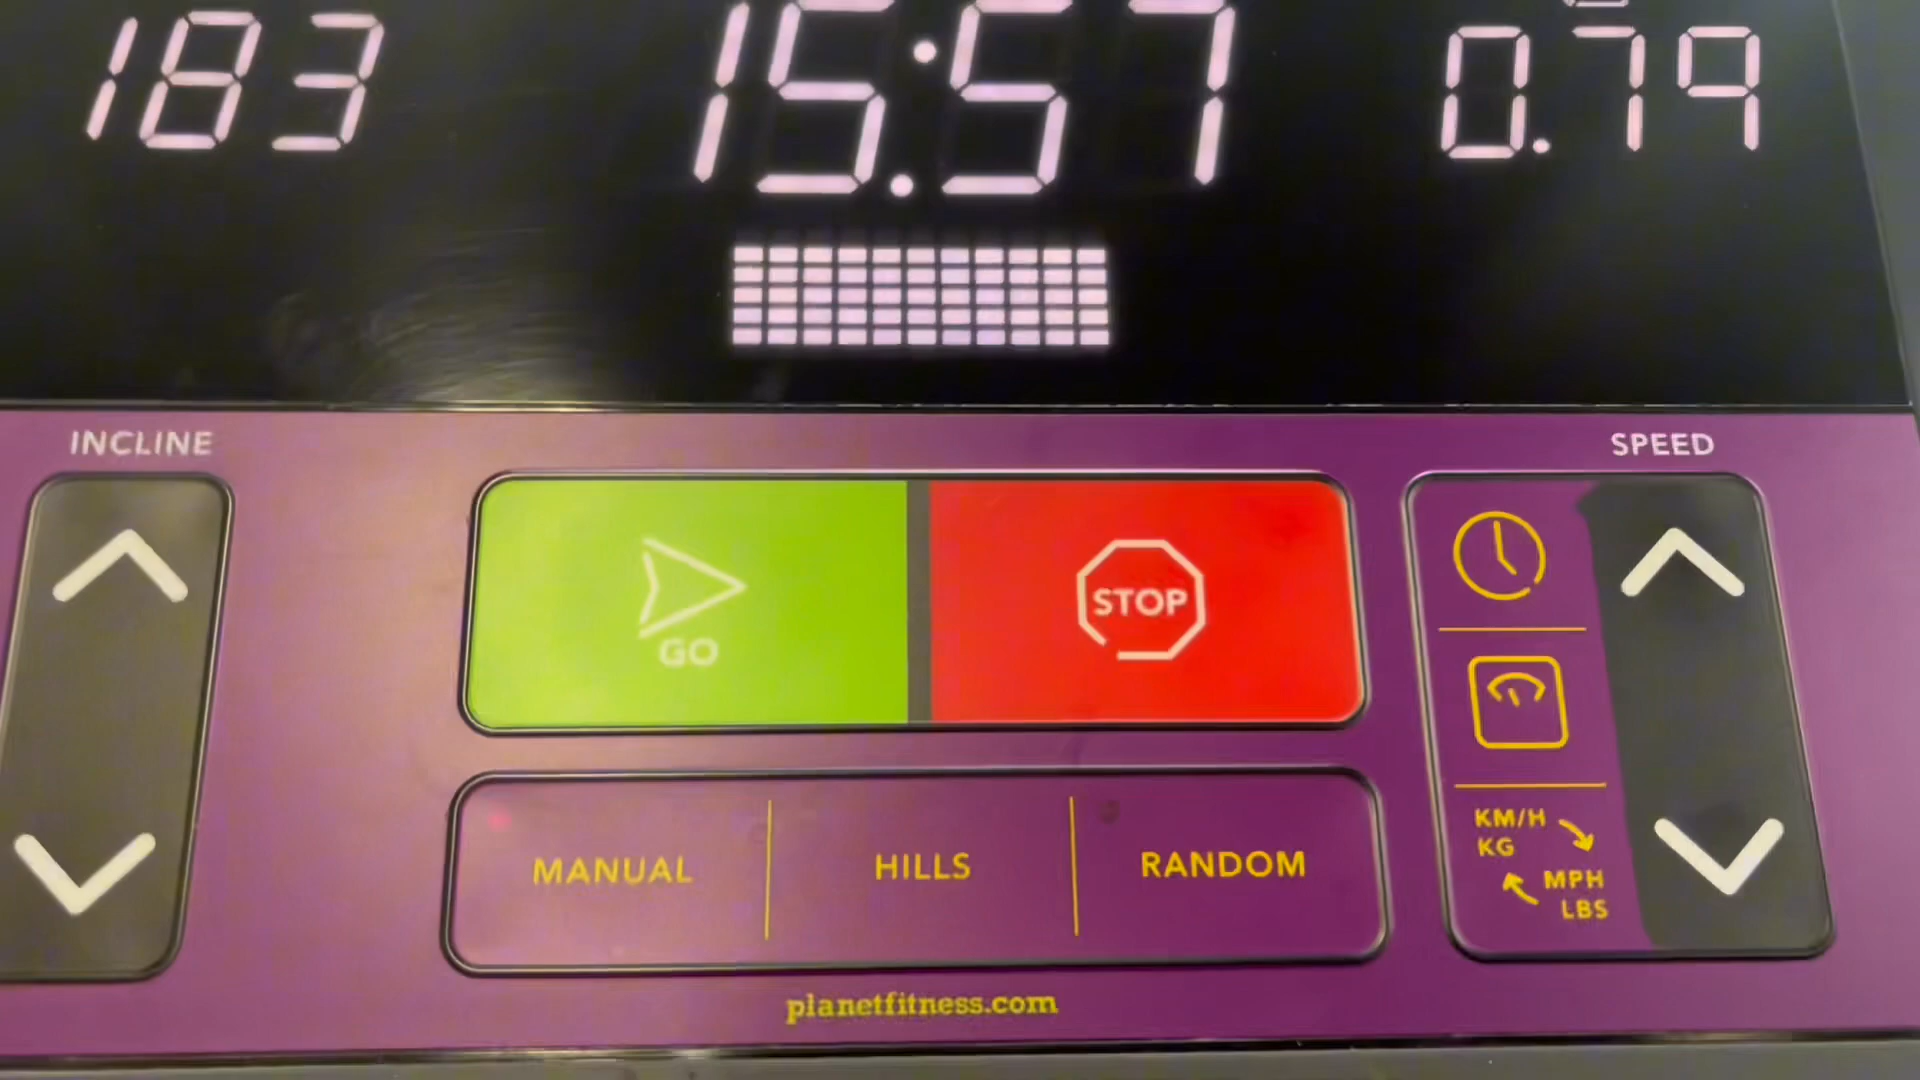 183 15:57 0.79
INCLINE SPEED
GO STOP
MANUAL HILLS RANDOM
KM/H
KG
MPH
LBS
planetfitness.com